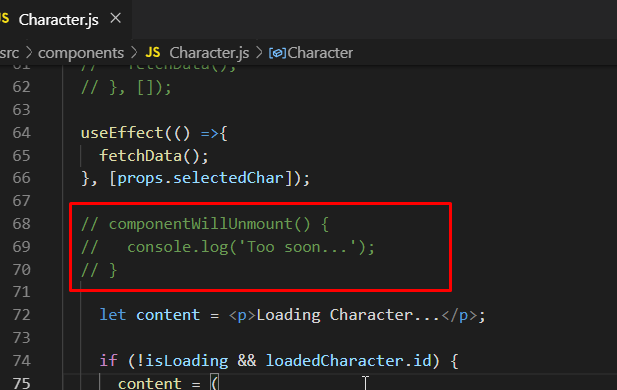 JS Character.js ×
src > components > JS Character.js > Character
61 //   fetchData();
62 // }, []);
63
64 useEffect(() =>{
65   fetchData();
66 }, [props.selectedChar]);
67
68 // componentWillUnmount() {
69 //   console.log('Too soon...');
70 // }
71
72   let content = <p>Loading Character...</p>;
73
74   if (!isLoading && loadedCharacter.id) {
75     content = (